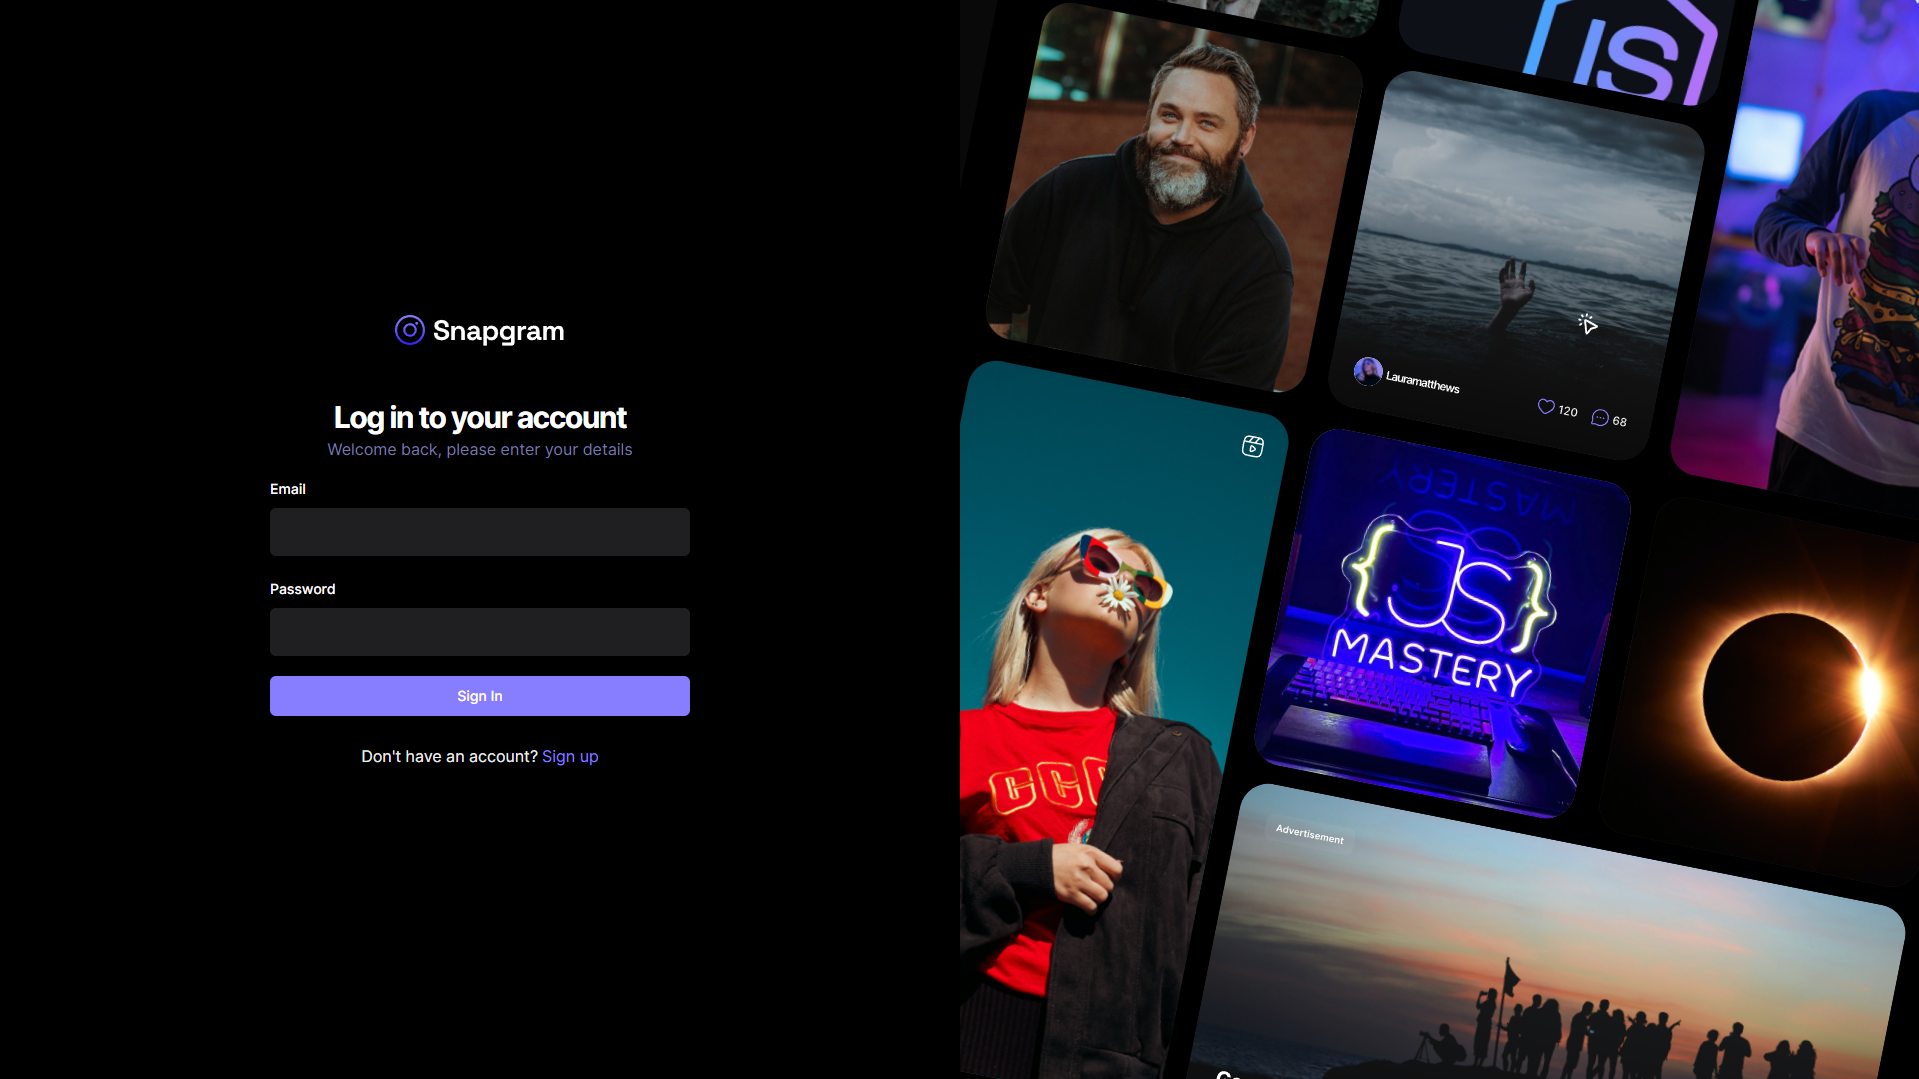 Snapgram
Log in to your account
Welcome back, please enter your details
Email
Password
Sign In
Don't have an account? Sign up
JS
Lauramatthews
120
68
MASTERY
{JS}
MASTERY
CCC
Advertisement